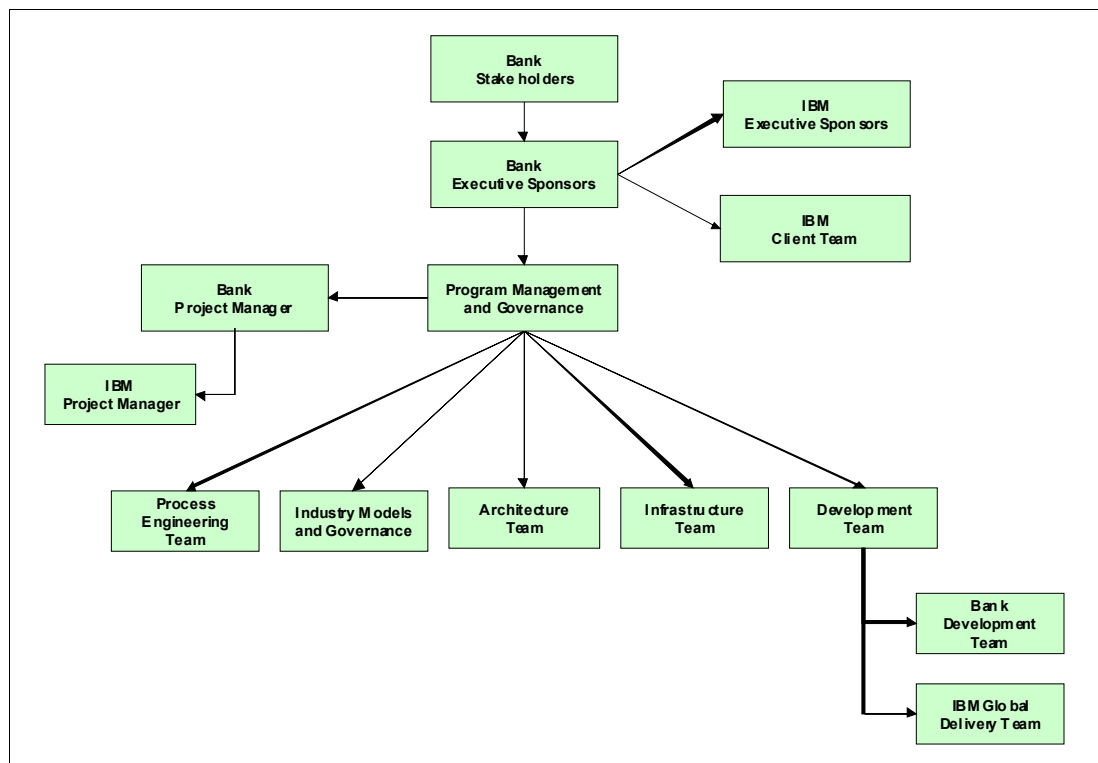 Bank
Stake holders
IBM
Executive Sponsors
Bank
Executive Sponsors
IBM
Client Team
Bank
Project Manager
Program Management
and Governance
IBM
Project Manager
Process
Engineering
Team
Industry Models
and Governance
Architecture
Team
Infrastructure
Team
Development
Team
Bank
Development
Team
IBM Global
Delivery Team